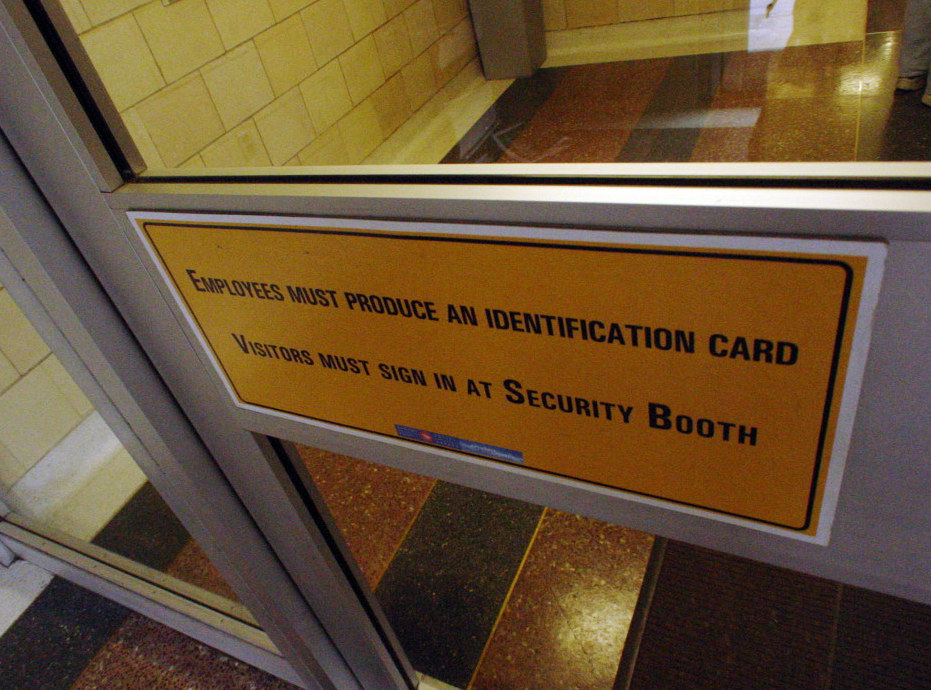 EMPLOYEES MUST PRODUCE AN IDENTIFICATION CARD
VISITORS MUST SIGN IN AT SECURITY BOOTH